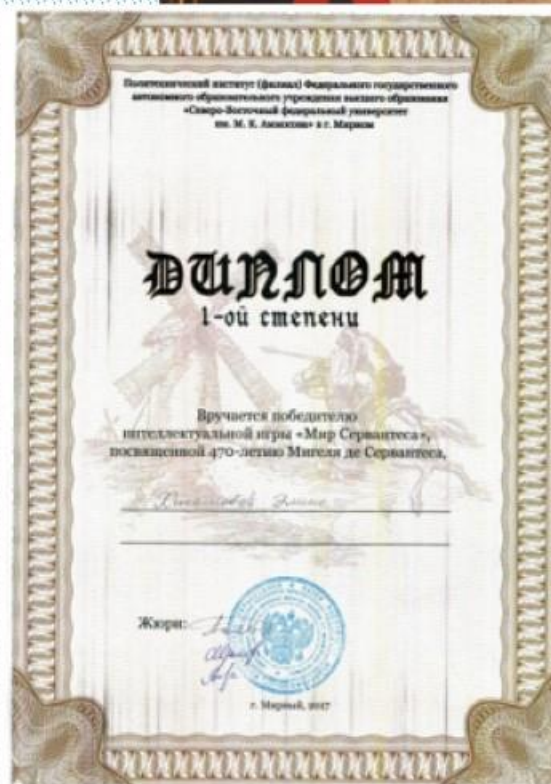 Политехнический институт (филиал) Федерального государственного
автономного образовательного учреждения высшего образования
«Северо-Восточный федеральный университет
им. М. К. Аммосова» в г. Мирном
ДИПЛОМ
1-ой степени
Вручается победителю
интеллектуальной игры «Мир Сервантеса»,
посвященной 470-летию Мигеля де Сервантеса,
Жюри:
г. Мирный, 2017